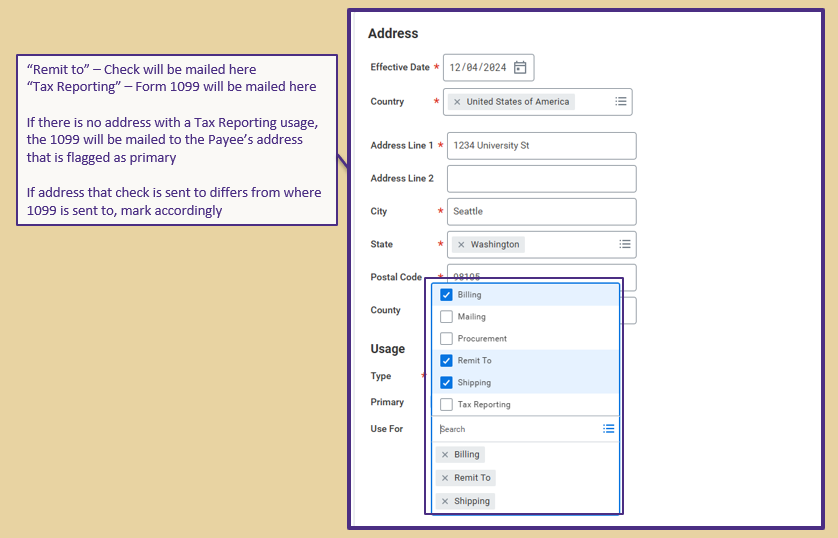 “Remit to” – Check will be mailed here
“Tax Reporting” – Form 1099 will be mailed here
If there is no address with a Tax Reporting usage,
the 1099 will be mailed to the Payee’s address
that is flagged as primary
If address that check is sent to differs from where
1099 is sent to, mark accordingly
Address
Effective Date * 12/04/2024
Country * × United States of America
Address Line 1 * 1234 University St
Address Line 2
City * Seattle
State * × Washington
Postal Code * 98105
County
Billing
Mailing
Procurement
Remit To
Shipping
Tax Reporting
Usage
Type *
Primary
Use For Search
× Billing
× Remit To
× Shipping